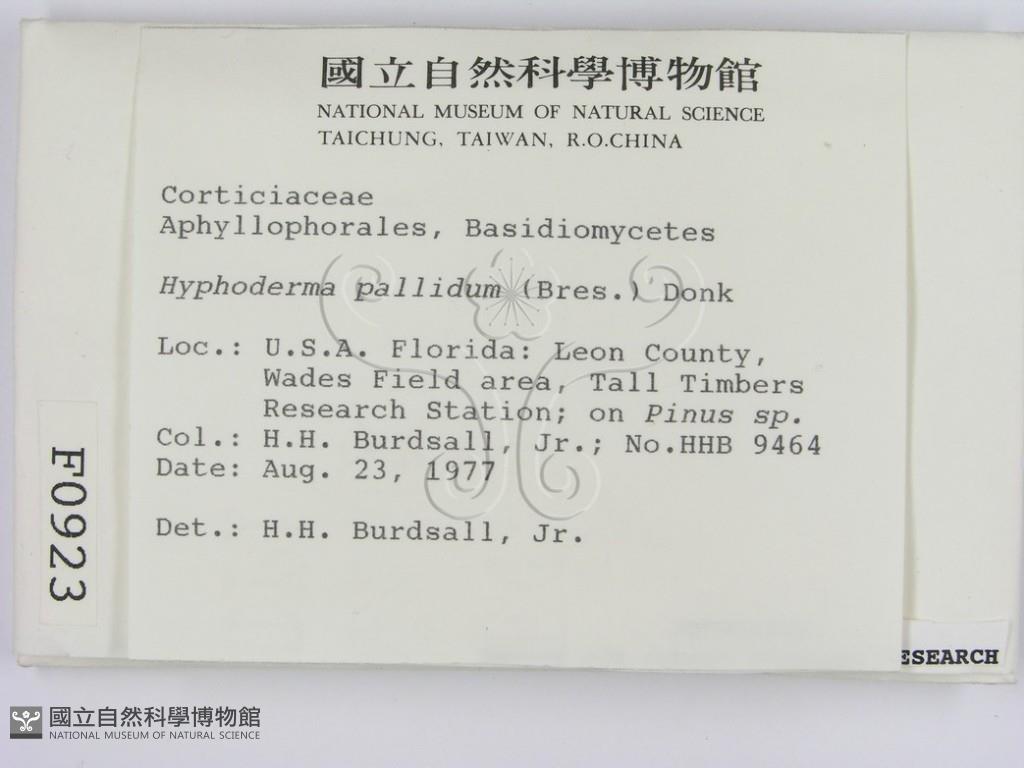 國立自然科學博物館
NATIONAL MUSEUM OF NATURAL SCIENCE
TAICHUNG, TAIWAN, R.O.CHINA
Corticiaceae
Aphyllophorales, Basidiomycetes
Hyphoderma pallidum (Bres.) Donk
Loc.: U.S.A. Florida: Leon County,
Wades Field area, Tall Timbers
Research Station; on Pinus sp.
Col.: H.H. Burdsall, Jr.; No.HHB 9464
Date: Aug. 23, 1977
Det.: H.H. Burdsall, Jr.
F0923
ESEARCH
國立自然科學博物館
NATIONAL MUSEUM OF NATURAL SCIENCE